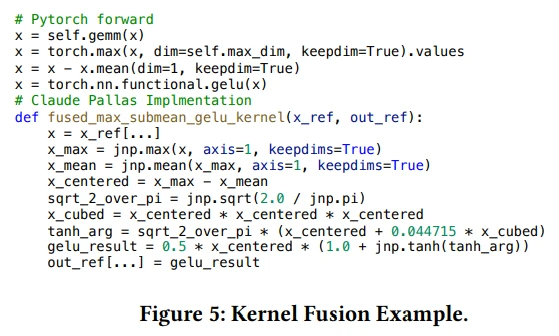 # Pytorch forward
x = self.gemm(x)
x = torch.max(x, dim=self.max_dim, keepdim=True).values
x = x - x.mean(dim=1, keepdim=True)
x = torch.nn.functional.gelu(x)
# Claude Pallas Implmentation
def fused_max_submean_gelu_kernel(x_ref, out_ref):
    x = x_ref[...]
    x_max = jnp.max(x, axis=1, keepdims=True)
    x_mean = jnp.mean(x_max, axis=1, keepdims=True)
    x_centered = x_max - x_mean
    sqrt_2_over_pi = jnp.sqrt(2.0 / jnp.pi)
    x_cubed = x_centered * x_centered * x_centered
    tanh_arg = sqrt_2_over_pi * (x_centered + 0.044715 * x_cubed)
    gelu_result = 0.5 * x_centered * (1.0 + jnp.tanh(tanh_arg))
    out_ref[...] = gelu_result
Figure 5: Kernel Fusion Example.